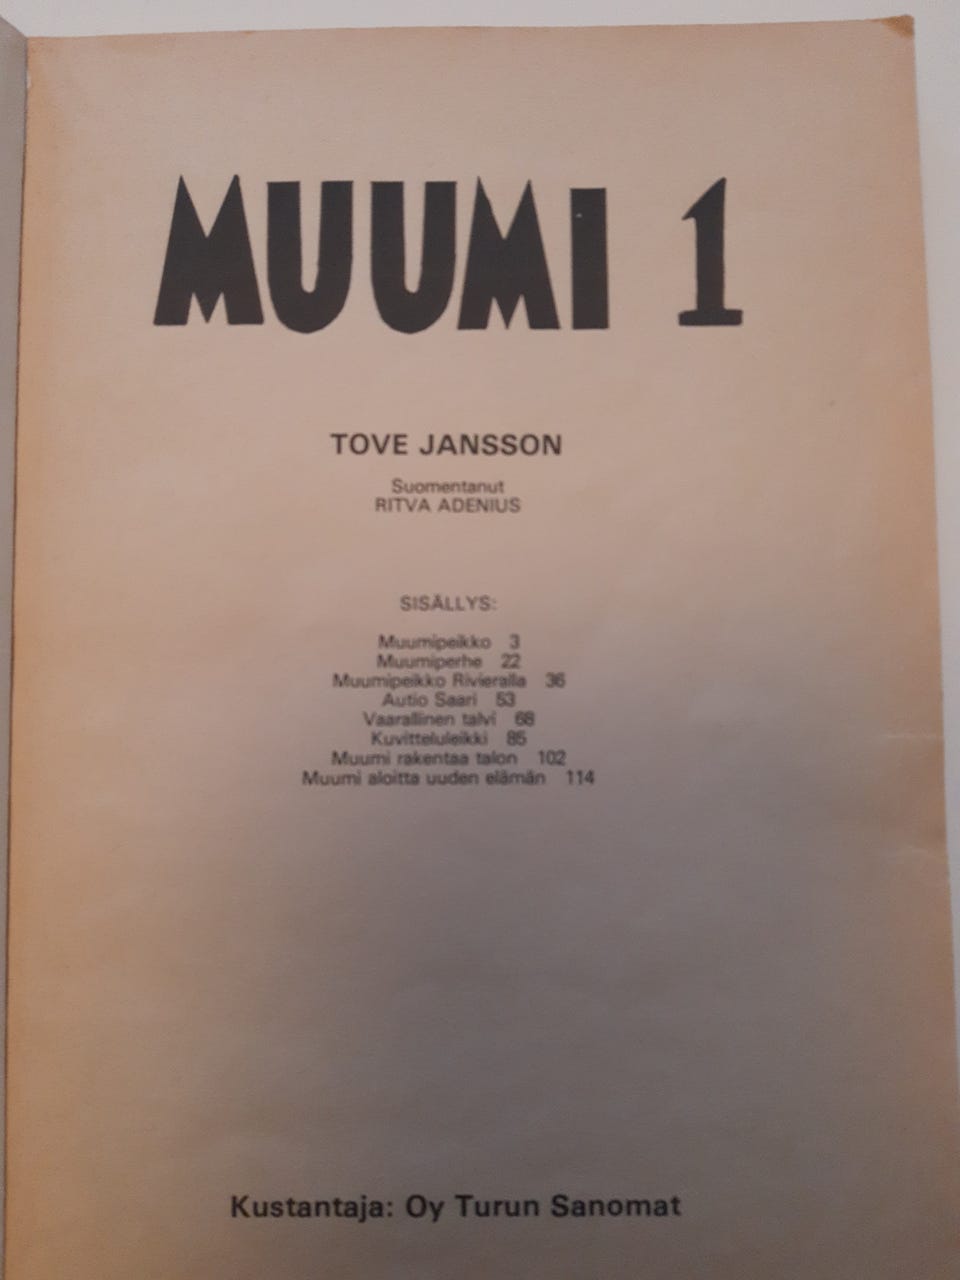 MUUMI 1
TOVE JANSSON
Suomentanut
RITVA ADENIUS
SISÄLLYS:
Muumipeikko 3
Muumiperhe 22
Muumipeikko Rivieralla 36
Autio Saari 53
Vaarallinen talvi 68
Kuvitteluleikki 85
Muumi rakentaa talon 102
Muumi aloitta uuden elämän 114
Kustantaja: Oy Turun Sanomat